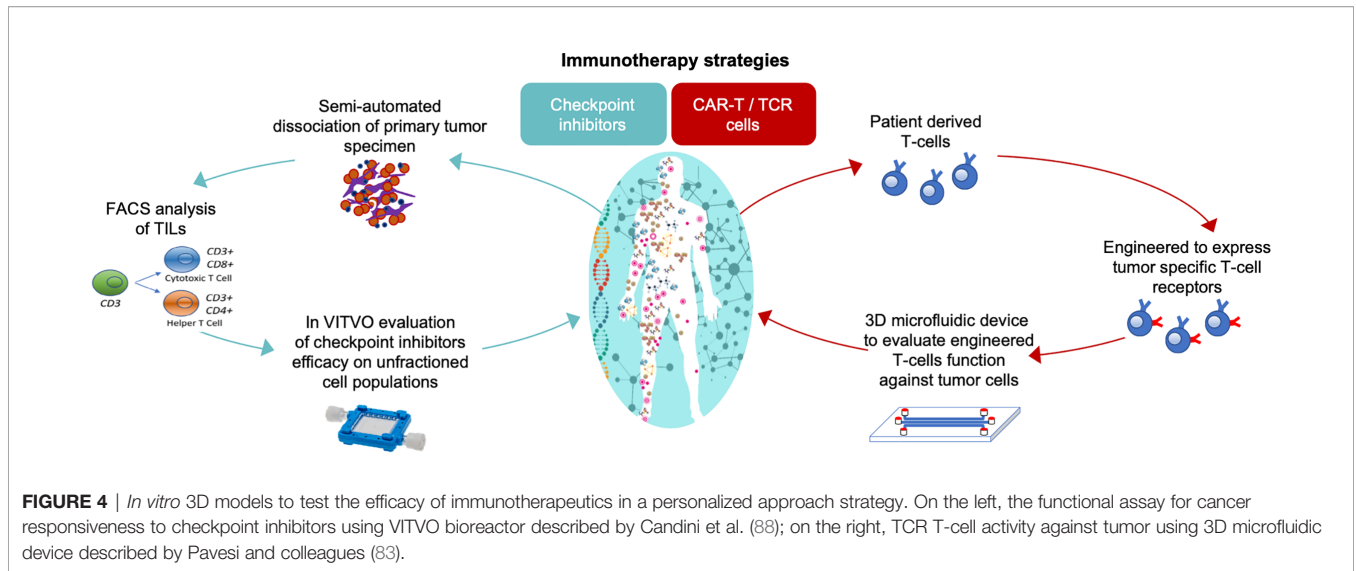 Immunotherapy strategies
Checkpoint
inhibitors
CAR-T / TCR
cells
Semi-automated
dissociation of primary tumor
specimen
FACS analysis
of TILs
CD3
CD3+
CD8+
Cytotoxic T Cell
CD3+
CD4+
Helper T Cell
In VITVO evaluation
of checkpoint inhibitors
efficacy on unfractioned
cell populations
Patient derived
T-cells
Engineered to express
tumor specific T-cell
receptors
3D microfluidic device
to evaluate engineered
T-cells function
against tumor cells
FIGURE 4 | In vitro 3D models to test the efficacy of immunotherapeutics in a personalized approach strategy. On the left, the functional assay for cancer
responsiveness to checkpoint inhibitors using VITVO bioreactor described by Candini et al. (88); on the right, TCR T-cell activity against tumor using 3D microfluidic
device described by Pavesi and colleagues (83).